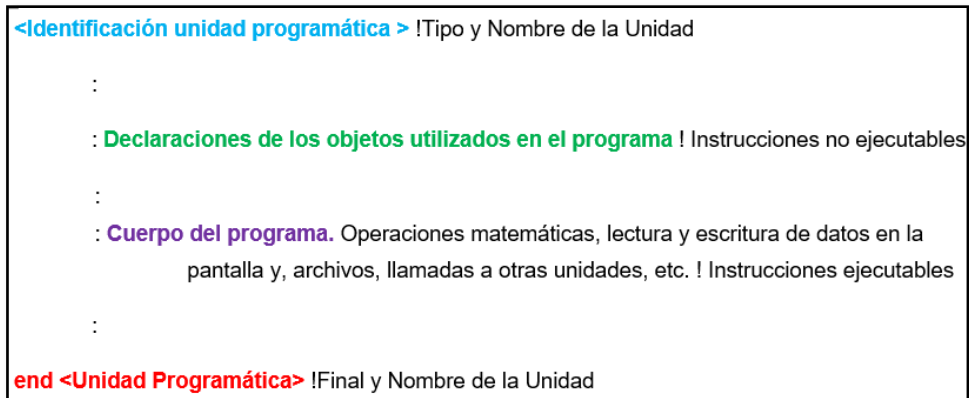 <Identificación unidad programática > !Tipo y Nombre de la Unidad
:
: Declaraciones de los objetos utilizados en el programa ! Instrucciones no ejecutables
:
: Cuerpo del programa. Operaciones matemáticas, lectura y escritura de datos en la
pantalla y, archivos, llamadas a otras unidades, etc. ! Instrucciones ejecutables
:
end <Unidad Programática> !Final y Nombre de la Unidad